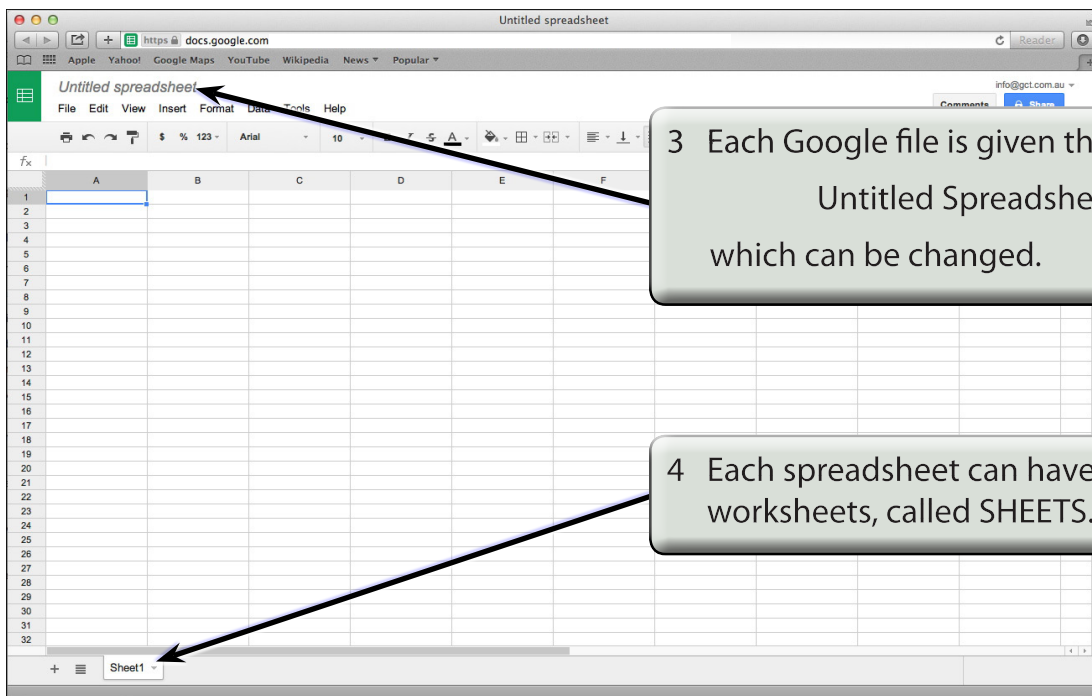 Untitled spreadsheet
https docs.google.com
Reader
Apple Yahoo! Google Maps YouTube Wikipedia News Popular
Untitled spreadsheet
info@gct.com.au
File Edit View Insert Format Data Tools Help
Comments Share
$ % 123 Arial 10 S A
3 Each Google file is given
Untitled
which can be changed.
fx
A B C D E F
1
2
3
4
5
6
7
8
9
10
11
12
13
14
15
16
17
18
19
20
21
22
23
24
25
26
27
28
29
30
31
32
4 Each spreadsheet can have
worksheets, called SHEETS.
+ Sheet1